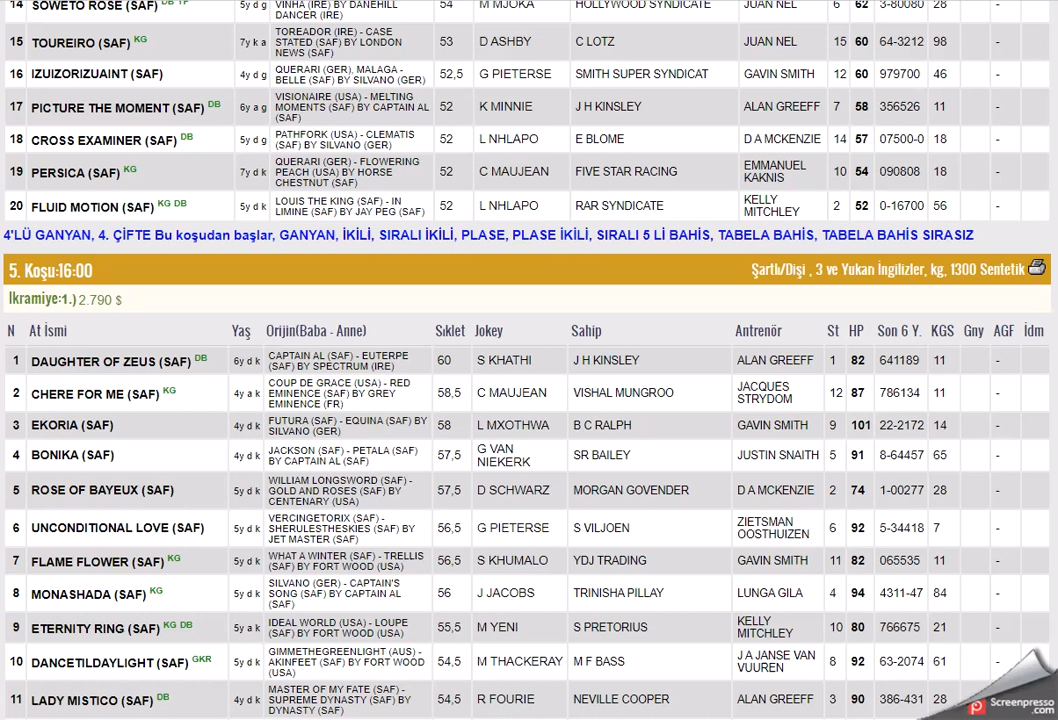 14 SOWETO ROSE (SAF) DB TP 5y d g VINHA (IRE) BY DANEHILL DANCER (IRE) 54 M MJOKA HOLLYWOOD SYNDICATE JUAN NEL 6 62 3-80080 28 -
15 TOUREIRO (SAF) KG 7y k a TOREADOR (IRE) - CASE STATED (SAF) BY LONDON NEWS (SAF) 53 D ASHBY C LOTZ JUAN NEL 15 60 64-3212 98 -
16 IZUIZORIZUAINT (SAF) 4y d g QUERARI (GER), MALAGA - BELLE (SAF) BY SILVANO (GER) 52,5 G PIETERSE SMITH SUPER SYNDICAT GAVIN SMITH 12 60 979700 46 -
17 PICTURE THE MOMENT (SAF) DB 6y a g VISIONAIRE (USA) - MELTING MOMENTS (SAF) BY CAPTAIN AL (SAF) 52 K MINNIE J H KINSLEY ALAN GREEFF 7 58 356526 11 -
18 CROSS EXAMINER (SAF) DB 5y d g PATHFORK (USA) - CLEMATIS (SAF) BY SILVANO (GER) 52 L NHLAPO E BLOME D A MCKENZIE 14 57 07500-0 18 -
19 PERSICA (SAF) KG 7y d k QUERARI (GER) - FLOWERING PEACH (USA) BY HORSE CHESTNUT (SAF) 52 C MAUJEAN FIVE STAR RACING EMMANUEL KAKNIS 10 54 090808 18 -
20 FLUID MOTION (SAF) KG DB 5y d k LOUIS THE KING (SAF) - IN LIMINE (SAF) BY JAY PEG (SAF) 52 L NHLAPO RAR SYNDICATE KELLY MITCHLEY 2 52 0-16700 56 -
4'LÜ GANYAN, 4. ÇİFTE Bu koşudan başlar, GANYAN, İKİLİ, SIRALI İKİLİ, PLASE, PLASE İKİLİ, SIRALI 5 Lİ BAHİS, TABELA BAHİS, TABELA BAHİS SIRASIZ
5. Koşu:16:00 Şartlı/Dişi , 3 ve Yukarı İngilizler, kg, 1300 Sentetik
Ikramiye:1.) 2.790 $
N At İsmi Yaş Orijin(Baba - Anne) Sıklet Jokey Sahip Antrenör St HP Son 6 Y. KGS Gny AGF İdm
1 DAUGHTER OF ZEUS (SAF) DB 6y d k CAPTAIN AL (SAF) - EUTERPE (SAF) BY SPECTRUM (IRE) 60 S KHATHI J H KINSLEY ALAN GREEFF 1 82 641189 11 -
2 CHERE FOR ME (SAF) KG 4y a k COUP DE GRACE (USA) - RED EMINENCE (SAF) BY GREY EMINENCE (FR) 58,5 C MAUJEAN VISHAL MUNGROO JACQUES STRYDOM 12 87 786134 11 -
3 EKORIA (SAF) 4y d k FUTURA (SAF) - EQUINA (SAF) BY SILVANO (GER) 58 L MXOTHWA B C RALPH GAVIN SMITH 9 101 22-2172 14 -
4 BONIKA (SAF) 4y d k JACKSON (SAF) - PETALA (SAF) BY CAPTAIN AL (SAF) 57,5 G VAN NIEKERK SR BAILEY JUSTIN SNAITH 5 91 8-64457 65 -
5 ROSE OF BAYEUX (SAF) 5y d k WILLIAM LONGSWORD (SAF) - GOLD AND ROSES (SAF) BY CENTENARY (USA) 57,5 D SCHWARZ MORGAN GOVENDER D A MCKENZIE 2 74 1-00277 28 -
6 UNCONDITIONAL LOVE (SAF) 5y d k VERCINGETORIX (SAF) - SHERULESTHESKIES (SAF) BY JET MASTER (SAF) 56,5 G PIETERSE S VILJOEN ZIETSMAN OOSTHUIZEN 6 92 5-34418 7 -
7 FLAME FLOWER (SAF) KG 5y d k WHAT A WINTER (SAF) - TRELLIS (SAF) BY FORT WOOD (USA) 56,5 S KHUMALO YDJ TRADING GAVIN SMITH 11 82 065535 11 -
8 MONASHADA (SAF) KG 5y d k SILVANO (GER) - CAPTAIN'S SONG (SAF) BY CAPTAIN AL (SAF) 56 J JACOBS TRINISHA PILLAY LUNGA GILA 4 94 4311-47 84 -
9 ETERNITY RING (SAF) KG DB 5y a k IDEAL WORLD (USA) - LOUPE (SAF) BY FORT WOOD (USA) 55,5 M YENI S PRETORIUS KELLY MITCHLEY 10 80 766675 21 -
10 DANCETILDAYLIGHT (SAF) GKR 5y d k GIMMETHEGREENLIGHT (AUS) - AKINFEET (SAF) BY FORT WOOD (USA) 54,5 M THACKERAY M F BASS J A JANSE VAN VUUREN 8 92 63-2074 61 -
11 LADY MISTICO (SAF) DB 4y d k MASTER OF MY FATE (SAF) - SUPREME DYNASTY (SAF) BY DYNASTY (SAF) 54,5 R FOURIE NEVILLE COOPER ALAN GREEFF 3 90 386-431 28 -
Screenpresso
.com